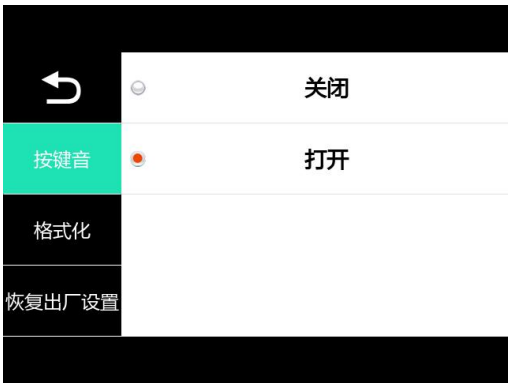 关闭
按键音
打开
格式化
恢复出厂设置